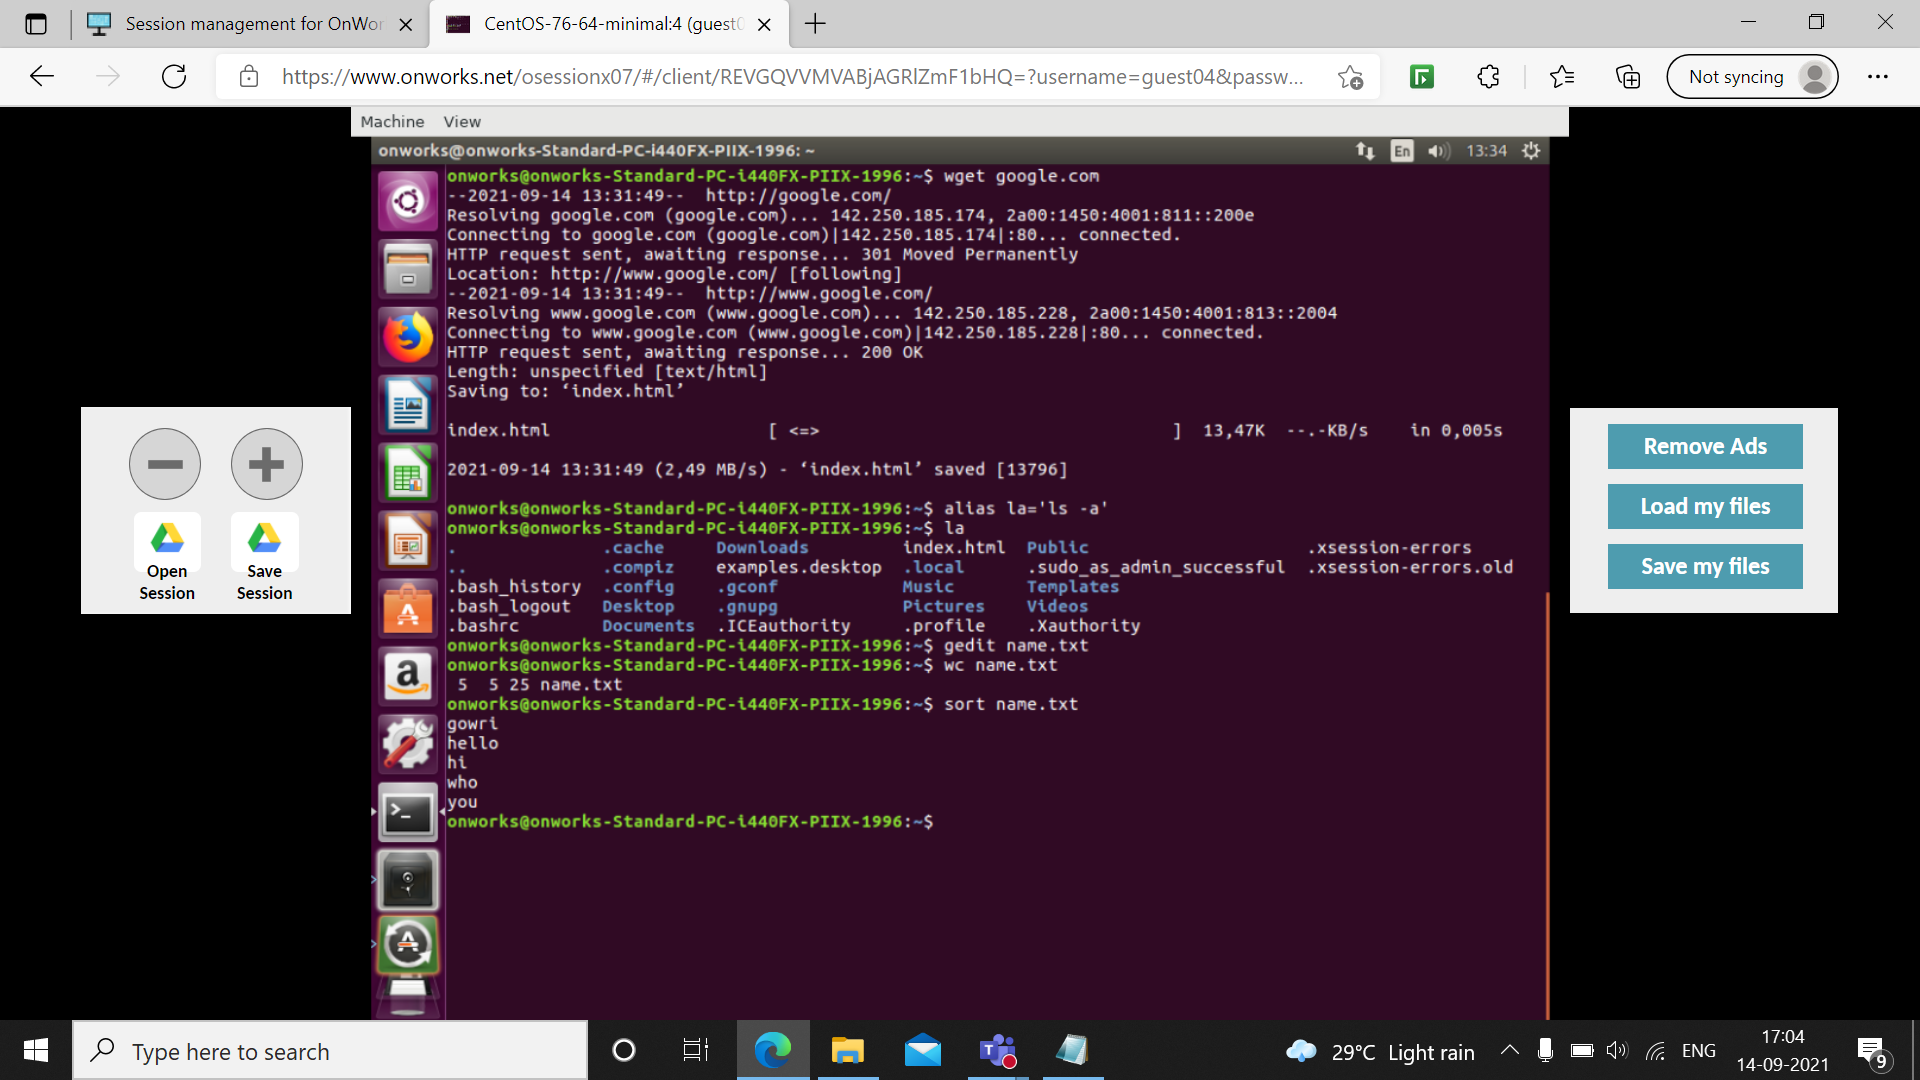 Session management for OnWor
CentOS-76-64-minimal:4 (guest0
https://www.onworks.net/osessionx07/#/client/REVGQVVMVABjAGRlZmF1bHQ=?username=guest04&passw...
Not syncing
Machine View
onworks@onworks-Standard-PC-i440FX-PIIX-1996: ~
En
13:34
onworks@onworks-Standard-PC-i440FX-PIIX-1996:~$ wget google.com
--2021-09-14 13:31:49--  http://google.com/
Resolving google.com (google.com)... 142.250.185.174, 2a00:1450:4001:811::200e
Connecting to google.com (google.com)|142.250.185.174|:80... connected.
HTTP request sent, awaiting response... 301 Moved Permanently
Location: http://www.google.com/ [following]
--2021-09-14 13:31:49--  http://www.google.com/
Resolving www.google.com (www.google.com)... 142.250.185.228, 2a00:1450:4001:813::2004
Connecting to www.google.com (www.google.com)|142.250.185.228|:80... connected.
HTTP request sent, awaiting response... 200 OK
Length: unspecified [text/html]
Saving to: ‘index.html’
index.html [ <=> ] 13,47K --.-KB/s in 0,005s
2021-09-14 13:31:49 (2,49 MB/s) - ‘index.html’ saved [13796]
onworks@onworks-Standard-PC-i440FX-PIIX-1996:~$ alias la='ls -a'
onworks@onworks-Standard-PC-i440FX-PIIX-1996:~$ la
. .cache Downloads index.html Public .xsession-errors
.. .compiz examples.desktop .local .sudo_as_admin_successful .xsession-errors.old
.bash_history .config .gconf Music Templates
.bash_logout Desktop .gnupg Pictures Videos
.bashrc Documents .ICEauthority .profile .Xauthority
onworks@onworks-Standard-PC-i440FX-PIIX-1996:~$ gedit name.txt
onworks@onworks-Standard-PC-i440FX-PIIX-1996:~$ wc name.txt
5 5 25 name.txt
onworks@onworks-Standard-PC-i440FX-PIIX-1996:~$ sort name.txt
gowri
hello
hi
who
you
onworks@onworks-Standard-PC-i440FX-PIIX-1996:~$
Open
Session
Save
Session
Remove Ads
Load my files
Save my files
Type here to search
29°C Light rain
ENG
17:04
14-09-2021
9